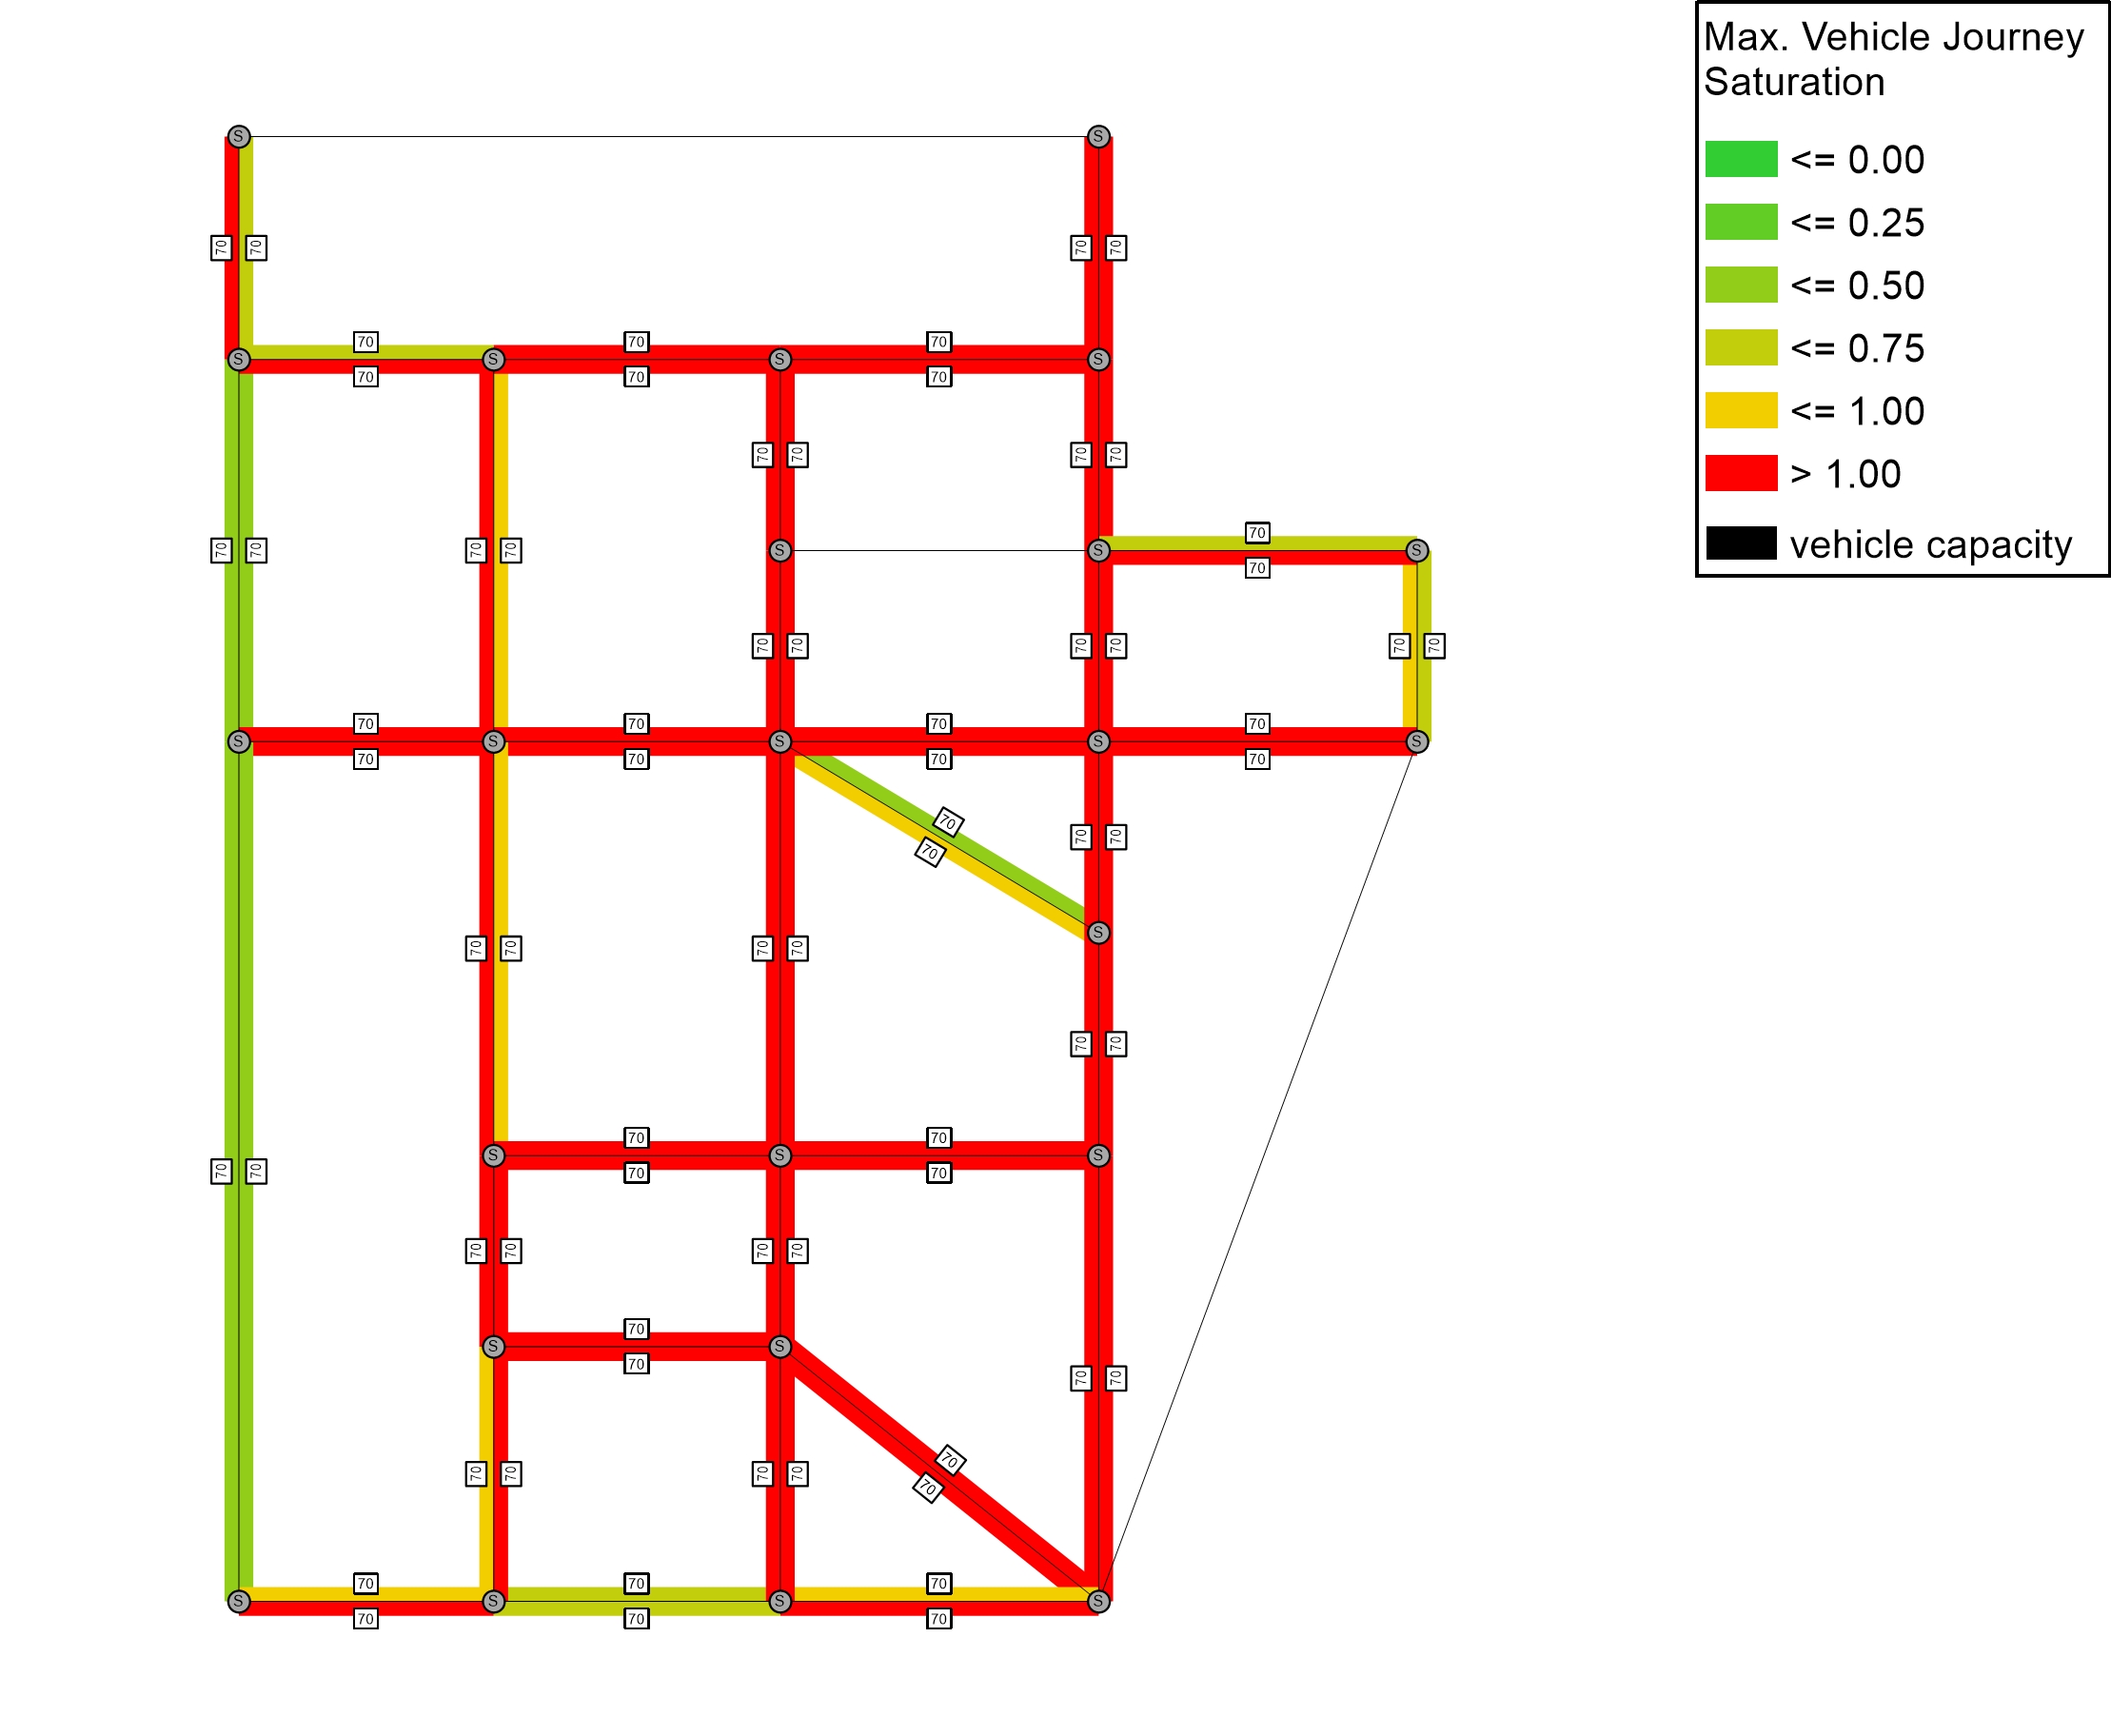 Max. Vehicle Journey
Saturation
<= 0.00
<= 0.25
<= 0.50
<= 0.75
<= 1.00
> 1.00
vehicle capacity
S S
70 70 70 70
70 70 70
S S S S
70 70 70
70 70 70 70
70
S S S
70 70 70 70
70
70 70 70 70 70 70
70 70 70 70
S S S S S
70 70 70 70
70
70 70
70
S
70 70 70 70
70 70
70 70
S S S
70 70
70 70
70 70 70 70
70
S S
70
70 70
70
70 70 70 70
70
70 70 70
S S S S
70 70 70